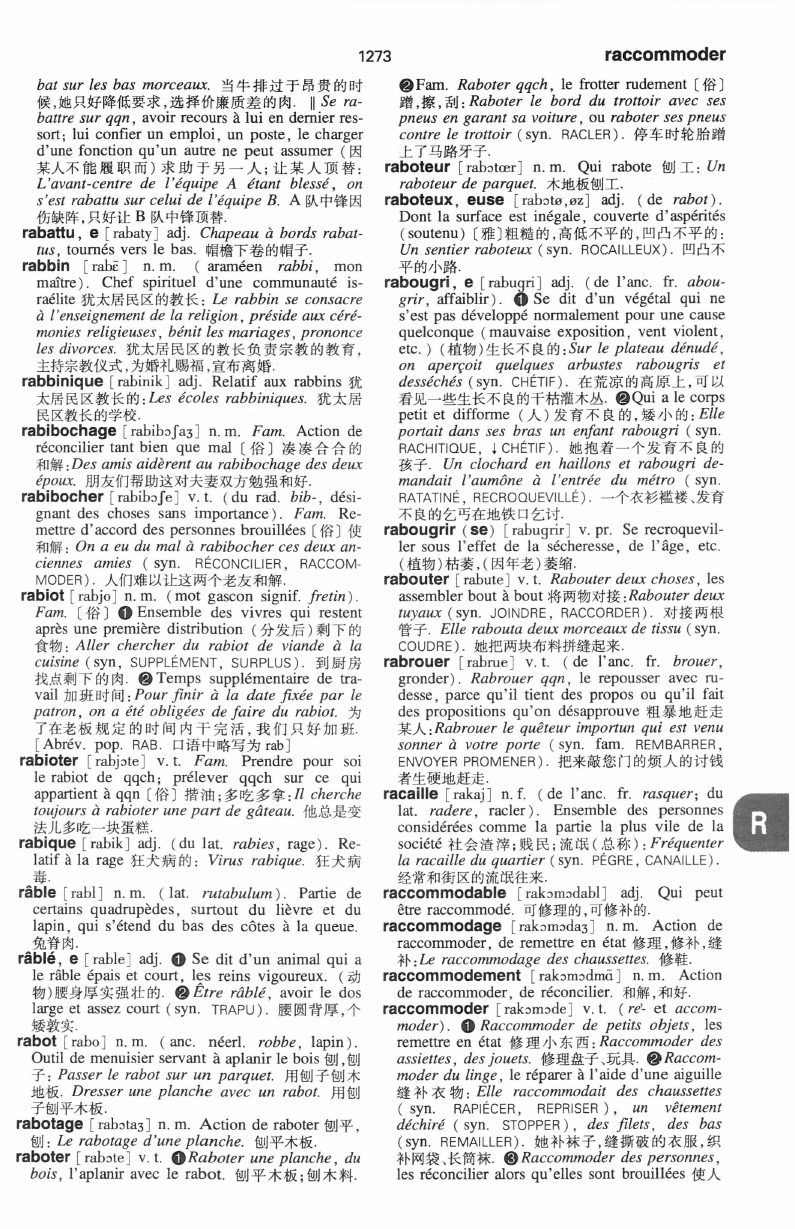 1273
raccommoder
bat sur les bas morceaux. 当牛排过于昂贵的时
候,她只好降低要求,选择价廉质差的肉. ‖ Se ra-
battre sur qqn, avoir recours à lui en dernier res-
sort; lui confier un emploi, un poste, le charger
d'une fonction qu'un autre ne peut assumer (因
某人不能履职而)求助于另一人;让某人顶替:
L'avant-centre de l'équipe A étant blessé, on
s'est rabattu sur celui de l'équipe B. A 队中锋因
伤缺阵,只好让 B 队中锋顶替.
rabattu, e [rabaty] adj. Chapeau à bords rabat-
tus, tournés vers le bas. 帽檐下卷的帽子.
rabbin [rabɛ̃] n. m. ( araméen rabbi, mon
maître). Chef spirituel d'une communauté is-
raélite 犹太居民区的教长: Le rabbin se consacre
à l'enseignement de la religion, préside aux céré-
monies religieuses, bénit les mariages, prononce
les divorces. 犹太居民区的教长负责宗教的教育,
主持宗教仪式,为婚礼赐福,宣布离婚.
rabbinique [rabinik] adj. Relatif aux rabbins 犹
太居民区教长的:Les écoles rabbiniques. 犹太居
民区教长的学校.
rabibochage [rabibɔʃaʒ] n. m. Fam. Action de
réconcilier tant bien que mal〔俗〕凑凑合合的
和解:Des amis aidèrent au rabibochage des deux
époux. 朋友们帮助这对夫妻双方勉强和好.
rabibocher [rabibɔʃe] v. t. (du rad. bib-, dési-
gnant des choses sans importance). Fam. Re-
mettre d'accord des personnes brouillées〔俗〕使
和解: On a eu du mal à rabibocher ces deux an-
ciennes amies ( syn. RÉCONCILIER, RACCOM-
MODER). 人们难以让这两个老友和解.
rabiot [rabjo] n. m. (mot gascon signif. fretin).
Fam.〔俗〕❶ Ensemble des vivres qui restent
après une première distribution (分发后)剩下的
食物: Aller chercher du rabiot de viande à la
cuisine (syn, SUPPLÉMENT, SURPLUS). 到厨房
找点剩下的肉. ❷ Temps supplémentaire de tra-
vail 加班时间:Pour finir à la date fixée par le
patron, on a été obligées de faire du rabiot. 为
了在老板规定的时间内干完活,我们只好加班.
[Abrév. pop. RAB. 口语中略写为 rab]
rabioter [rabjɔte] v. t. Fam. Prendre pour soi
le rabiot de qqch; prélever qqch sur ce qui
appartient à qqn〔俗〕揩油;多吃多拿:Il cherche
toujours à rabioter une part de gâteau. 他总是变
法儿多吃一块蛋糕.
rabique [rabik] adj. (du lat. rabies, rage). Re-
latif à la rage 狂犬病的: Virus rabique. 狂犬病
毒.
râble [rabl] n. m. ( lat. rutabulum). Partie de
certains quadrupèdes, surtout du lièvre et du
lapin, qui s'étend du bas des côtes à la queue.
兔脊肉.
râblé, e [rable] adj. ❶ Se dit d'un animal qui a
le râble épais et court, les reins vigoureux. (动
物)腰身厚实强壮的. ❷ Être râblé, avoir le dos
large et assez court (syn. TRAPU). 腰圆背厚,个
矮敦实.
rabot [rabo] n. m. ( anc. néerl. robbe, lapin).
Outil de menuisier servant à aplanir le bois 刨,刨
子: Passer le rabot sur un parquet. 用刨子刨木
地板. Dresser une planche avec un rabot. 用刨
子刨平木板.
rabotage [rabɔtaʒ] n. m. Action de raboter 刨平,
刨: Le rabotage d'une planche. 刨平木板.
raboter [rabɔte] v. t. ❶ Raboter une planche, du
bois, l'aplanir avec le rabot. 刨平木板;刨木料.
❷ Fam. Raboter qqch, le frotter rudement〔俗〕
蹭,擦,刮: Raboter le bord du trottoir avec ses
pneus en garant sa voiture, ou raboter ses pneus
contre le trottoir (syn. RACLER). 停车时轮胎蹭
上了马路牙子.
raboteur [rabɔtœr] n. m. Qui rabote 刨工: Un
raboteur de parquet. 木地板刨工.
raboteux, euse [rabɔtø,øz] adj. ( de rabot).
Dont la surface est inégale, couverte d'aspérités
(soutenu)〔雅〕粗糙的,高低不平的,凹凸不平的:
Un sentier raboteux (syn. ROCAILLEUX). 凹凸不
平的小路.
rabougri, e [rabugri] adj. (de l'anc. fr. abou-
grir, affaiblir). ❶ Se dit d'un végétal qui ne
s'est pas développé normalement pour une cause
quelconque (mauvaise exposition, vent violent,
etc.) (植物)生长不良的:Sur le plateau dénudé,
on aperçoit quelques arbustes rabougris et
desséchés (syn. CHÉTIF). 在荒凉的高原上,可以
看见一些生长不良的干枯灌木丛. ❷ Qui a le corps
petit et difforme (人)发育不良的,矮小的: Elle
portait dans ses bras un enfant rabougri ( syn.
RACHITIQUE, ↓ CHÉTIF). 她抱着一个发育不良的
孩子. Un clochard en haillons et rabougri de-
mandait l'aumône à l'entrée du métro ( syn.
RATATINÉ, RECROQUEVILLÉ). 一个衣衫褴褛、发育
不良的乞丐在地铁口乞讨.
rabougrir (se) [rabugrir] v. pr. Se recroquevil-
ler sous l'effet de la sécheresse, de l'âge, etc.
(植物)枯萎,(因年老)萎缩.
rabouter [rabute] v. t. Rabouter deux choses, les
assembler bout à bout 将两物对接:Rabouter deux
tuyaux (syn. JOINDRE, RACCORDER). 对接两根
管子. Elle rabouta deux morceaux de tissu (syn.
COUDRE). 她把两块布料拼缝起来.
rabrouer [rabrue] v. t. ( de l'anc. fr. brouer,
gronder). Rabrouer qqn, le repousser avec ru-
desse, parce qu'il tient des propos ou qu'il fait
des propositions qu'on désapprouve 粗暴地赶走
某人:Rabrouer le quêteur importun qui est venu
sonner à votre porte ( syn. fam. REMBARRER,
ENVOYER PROMENER). 把来敲您门的烦人的讨钱
者生硬地赶走.
racaille [rakaj] n. f. (de l'anc. fr. rasquer; du
lat. radere, racler). Ensemble des personnes
considérées comme la partie la plus vile de la
société 社会渣滓;贱民;流氓(总称): Fréquenter
la racaille du quartier (syn. PÈGRE, CANAILLE).
经常和街区的流氓往来.
raccommodable [rakɔmɔdabl] adj. Qui peut
être raccommodé. 可修理的,可修补的.
raccommodage [rakɔmɔdaʒ] n. m. Action de
raccommoder, de remettre en état 修理,修补,缝
补:Le raccommodage des chaussettes. 修鞋.
raccommodement [rakɔmɔdmɑ̃] n. m. Action
de raccommoder, de réconcilier. 和解,和好.
raccommoder [rakɔmɔde] v. t. (re- et accom-
moder). ❶ Raccommoder de petits objets, les
remettre en état 修理小东西: Raccommoder des
assiettes, des jouets. 修理盘子、玩具. ❷ Raccom-
moder du linge, le réparer à l'aide d'une aiguille
缝补衣物: Elle raccommodait des chaussettes
( syn. RAPIÉCER, REPRISER ), un vêtement
déchiré ( syn. STOPPER ), des filets, des bas
(syn. REMAILLER). 她补袜子,缝撕破的衣服,织
补网袋、长筒袜. ❸ Raccommoder des personnes,
les réconcilier alors qu'elles sont brouillées 使人
R